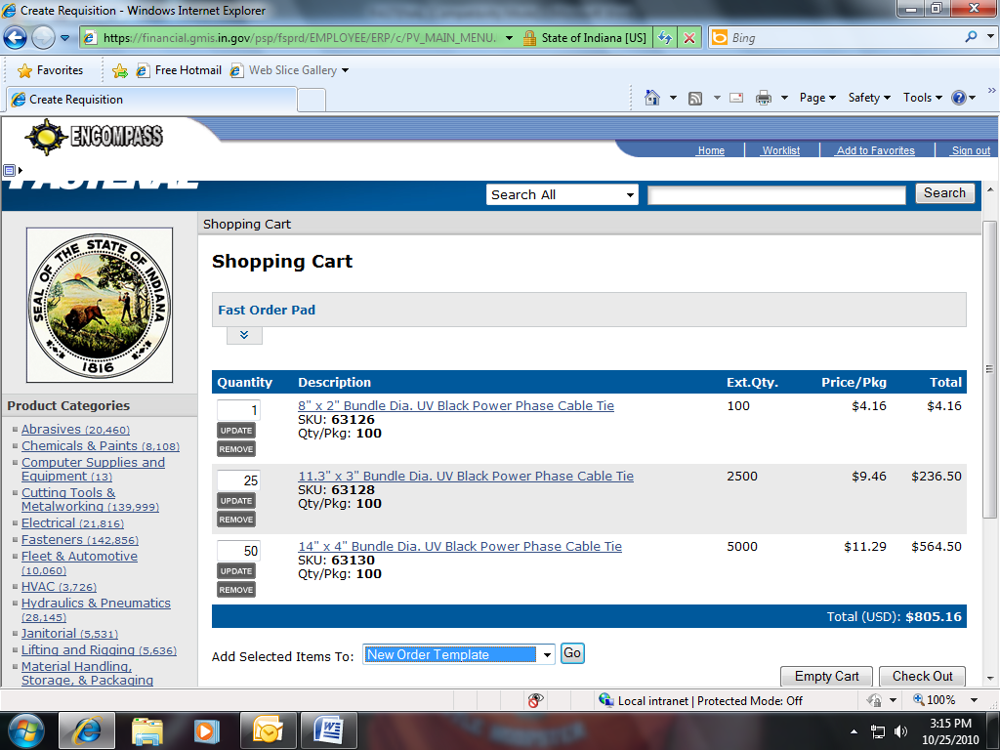 Create Requisition - Windows Internet Explorer
https://financial.gmis.in.gov/psp/fsprd/EMPLOYEE/ERP/c/PV_MAIN_MENU. State of Indiana [US] Bing
Favorites Free Hotmail Web Slice Gallery
Create Requisition Page Safety Tools »
ENCOMPASS
Home Worklist Add to Favorites Sign out
FASTENAL
Search All Search
Shopping Cart
SEAL OF THE STATE OF INDIANA
1816
Shopping Cart
Fast Order Pad
Quantity Description Ext.Qty. Price/Pkg Total
1 8" x 2" Bundle Dia. UV Black Power Phase Cable Tie 100 $4.16 $4.16
SKU: 63126
UPDATE Qty/Pkg: 100
REMOVE
25 11.3" x 3" Bundle Dia. UV Black Power Phase Cable Tie 2500 $9.46 $236.50
SKU: 63128
UPDATE Qty/Pkg: 100
REMOVE
50 14" x 4" Bundle Dia. UV Black Power Phase Cable Tie 5000 $11.29 $564.50
SKU: 63130
UPDATE Qty/Pkg: 100
REMOVE
Total (USD): $805.16
Add Selected Items To: New Order Template Go
Empty Cart Check Out
Product Categories
Abrasives (20,460)
Chemicals & Paints (8,108)
Computer Supplies and
Equipment (13)
Cutting Tools &
Metalworking (139,999)
Electrical (21,816)
Fasteners (142,856)
Fleet & Automotive
(10,060)
HVAC (3,726)
Hydraulics & Pneumatics
(28,145)
Janitorial (5,531)
Lifting and Rigging (5,636)
Material Handling,
Storage, & Packaging
Local intranet | Protected Mode: Off 100%
3:15 PM
10/25/2010